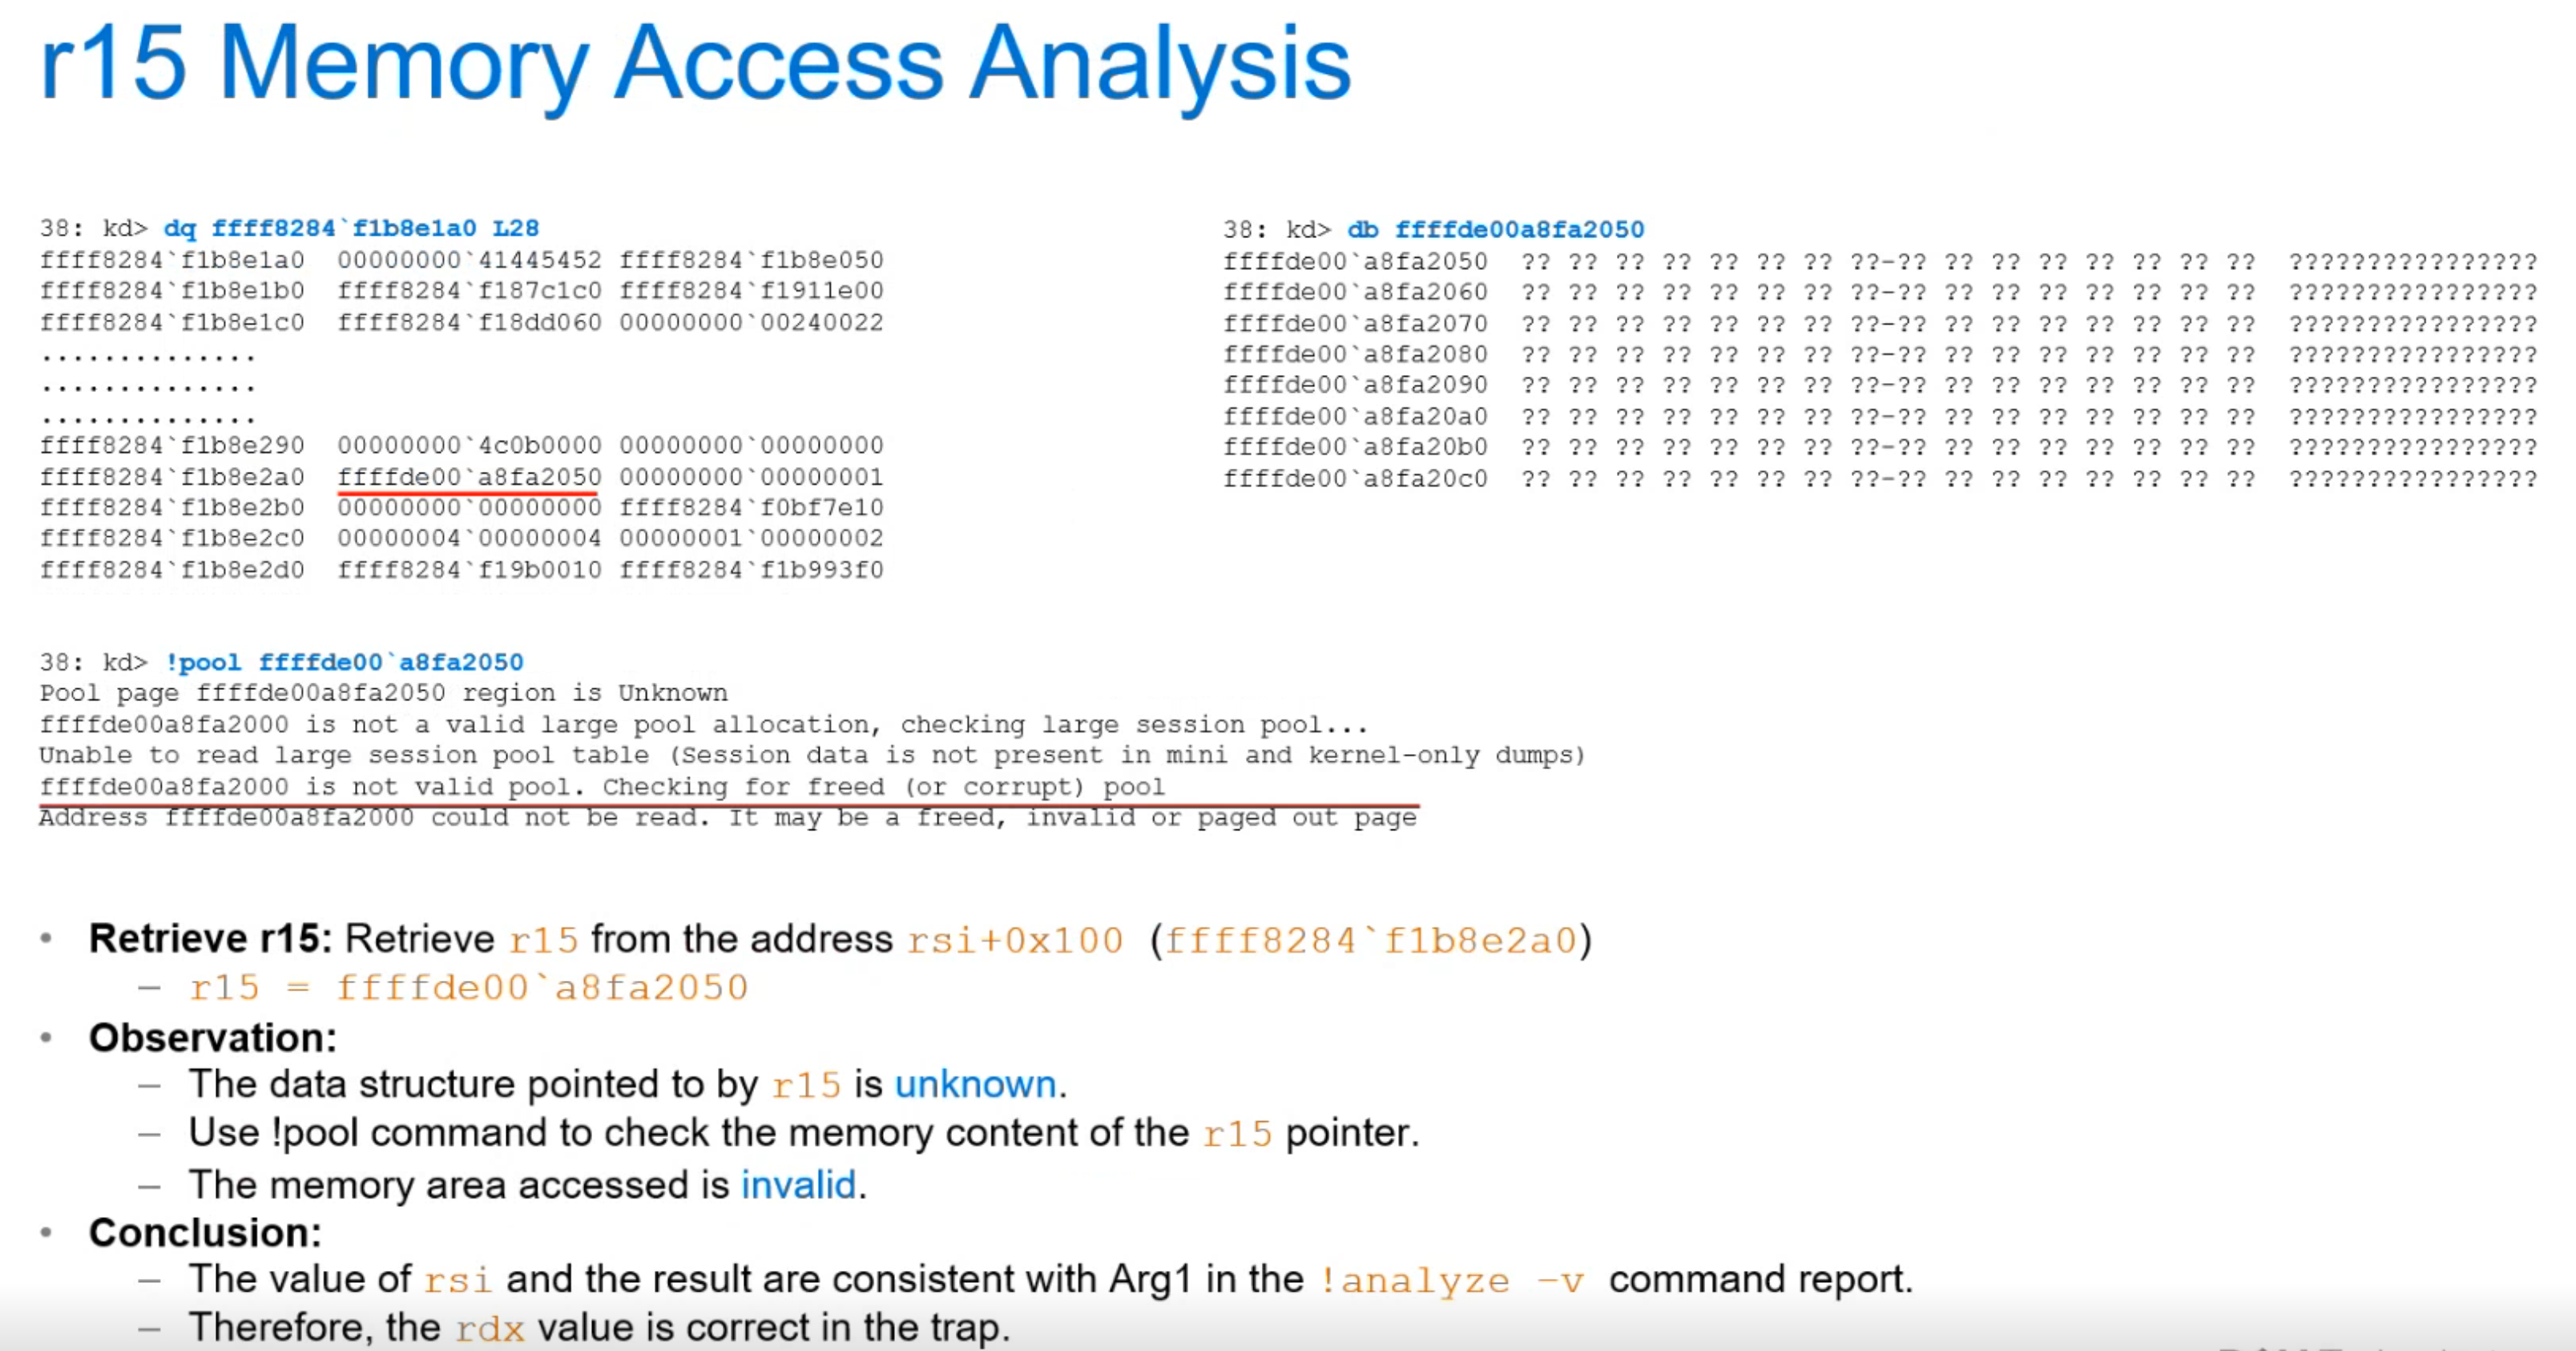 r15 Memory Access Analysis
38: kd> dq ffff8284`f1b8e1a0 L28
ffff8284`f1b8e1a0  00000000`41445452 ffff8284`f1b8e050
ffff8284`f1b8e1b0  ffff8284`f187c1c0 ffff8284`f1911e00
ffff8284`f1b8e1c0  ffff8284`f18dd060 00000000`00240022
..............
..............
..............
ffff8284`f1b8e290  00000000`4c0b0000 00000000`00000000
ffff8284`f1b8e2a0  ffffde00`a8fa2050 00000000`00000001
ffff8284`f1b8e2b0  00000000`00000000 ffff8284`f0bf7e10
ffff8284`f1b8e2c0  00000004`00000004 00000001`00000002
ffff8284`f1b8e2d0  ffff8284`f19b0010 ffff8284`f1b993f0
38: kd> db ffffde00a8fa2050
ffffde00`a8fa2050  ?? ?? ?? ?? ?? ?? ?? ??-?? ?? ?? ?? ?? ?? ?? ??  ????????????????
ffffde00`a8fa2060  ?? ?? ?? ?? ?? ?? ?? ??-?? ?? ?? ?? ?? ?? ?? ??  ????????????????
ffffde00`a8fa2070  ?? ?? ?? ?? ?? ?? ?? ??-?? ?? ?? ?? ?? ?? ?? ??  ????????????????
ffffde00`a8fa2080  ?? ?? ?? ?? ?? ?? ?? ??-?? ?? ?? ?? ?? ?? ?? ??  ????????????????
ffffde00`a8fa2090  ?? ?? ?? ?? ?? ?? ?? ??-?? ?? ?? ?? ?? ?? ?? ??  ????????????????
ffffde00`a8fa20a0  ?? ?? ?? ?? ?? ?? ?? ??-?? ?? ?? ?? ?? ?? ?? ??  ????????????????
ffffde00`a8fa20b0  ?? ?? ?? ?? ?? ?? ?? ??-?? ?? ?? ?? ?? ?? ?? ??  ????????????????
ffffde00`a8fa20c0  ?? ?? ?? ?? ?? ?? ?? ??-?? ?? ?? ?? ?? ?? ?? ??  ????????????????
38: kd> !pool ffffde00`a8fa2050
Pool page ffffde00a8fa2050 region is Unknown
ffffde00a8fa2000 is not a valid large pool allocation, checking large session pool...
Unable to read large session pool table (Session data is not present in mini and kernel-only dumps)
ffffde00a8fa2000 is not valid pool. Checking for freed (or corrupt) pool
Address ffffde00a8fa2000 could not be read. It may be a freed, invalid or paged out page
• Retrieve r15: Retrieve r15 from the address rsi+0x100 (ffff8284`f1b8e2a0)
– r15 = ffffde00`a8fa2050
• Observation:
– The data structure pointed to by r15 is unknown.
– Use !pool command to check the memory content of the r15 pointer.
– The memory area accessed is invalid.
• Conclusion:
– The value of rsi and the result are consistent with Arg1 in the !analyze –v command report.
– Therefore, the rdx value is correct in the trap.